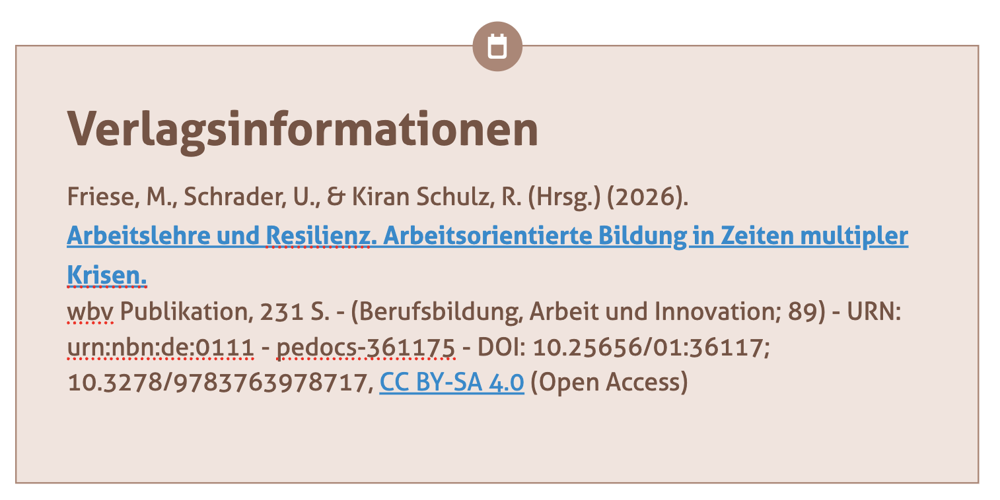 Verlagsinformationen
Friese, M., Schrader, U., & Kiran Schulz, R. (Hrsg.) (2026).
Arbeitslehre und Resilienz. Arbeitsorientierte Bildung in Zeiten multipler
Krisen.
wbv Publikation, 231 S. - (Berufsbildung, Arbeit und Innovation; 89) - URN:
urn:nbn:de:0111 - pedocs-361175 - DOI: 10.25656/01:36117;
10.3278/9783763978717, CC BY-SA 4.0 (Open Access)